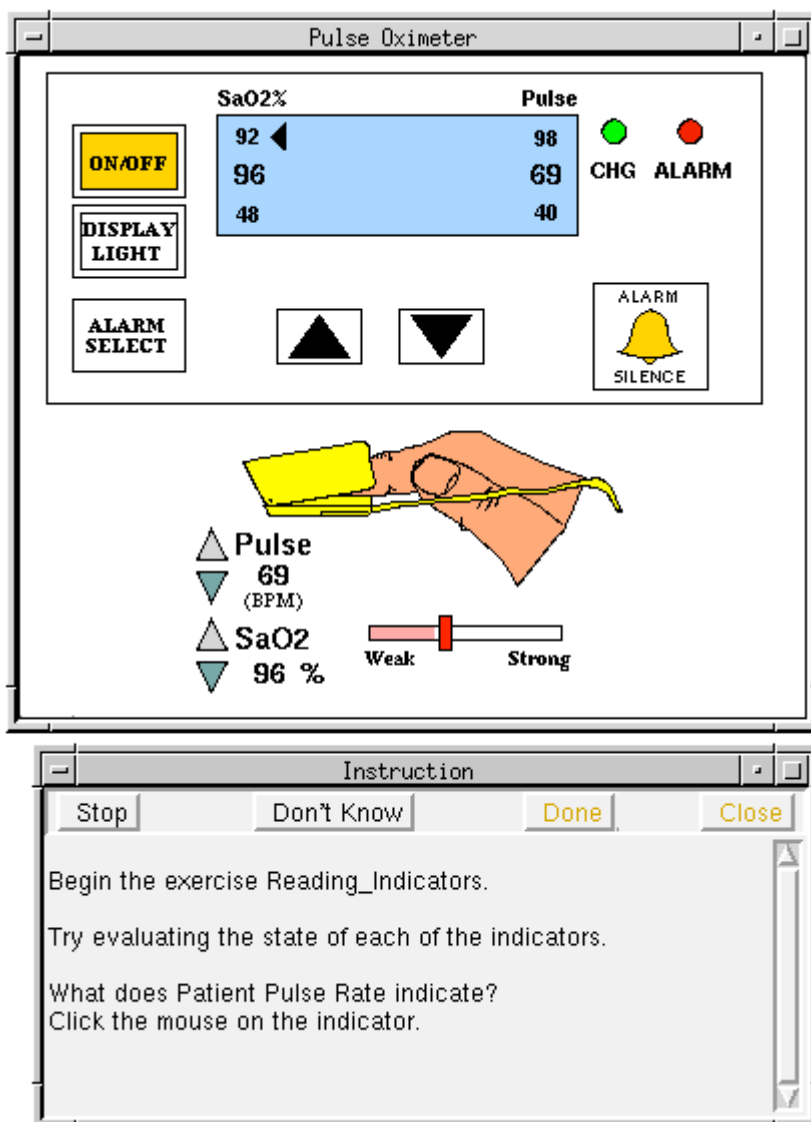 Pulse Oximeter
SaO2% Pulse
92 98
ON/OFF 96 69 CHG ALARM
48 40
DISPLAY
LIGHT
ALARM
SELECT
ALARM
SILENCE
Pulse
69
(BPM)
SaO2
96 %
Weak Strong
Instruction
Stop Don't Know Done Close
Begin the exercise Reading_Indicators.
Try evaluating the state of each of the indicators.
What does Patient Pulse Rate indicate?
Click the mouse on the indicator.